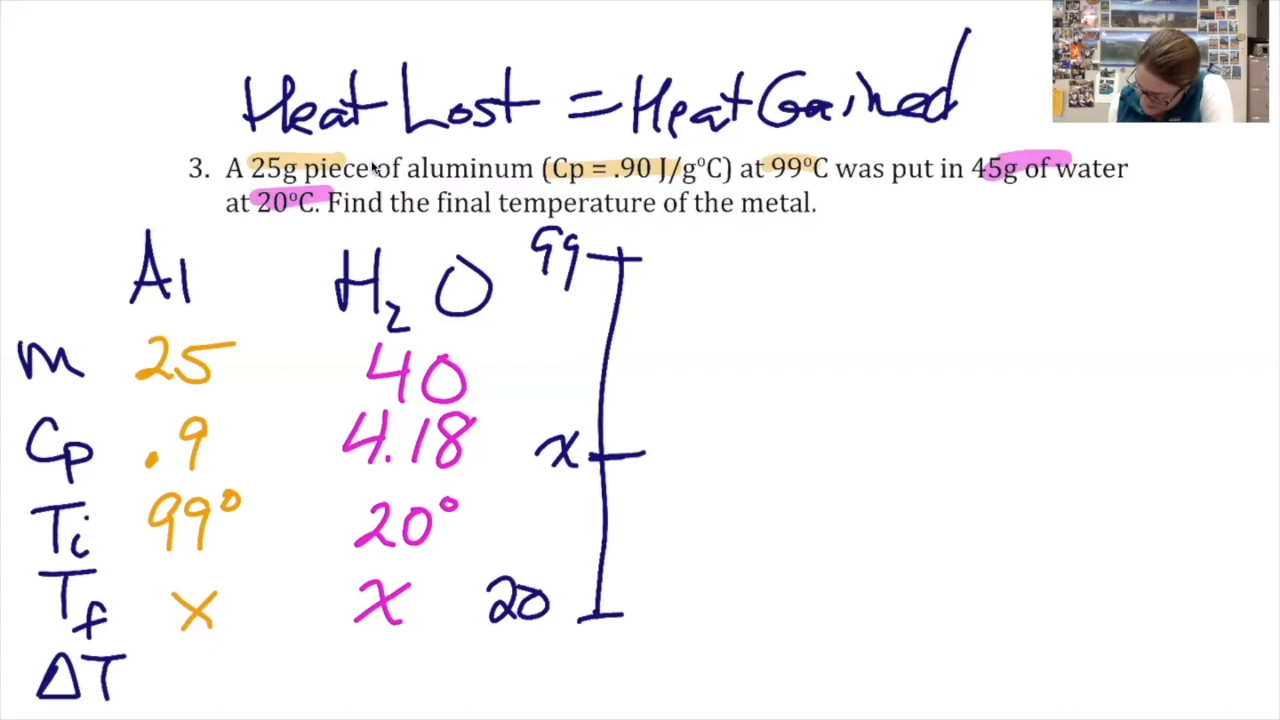 Heat Lost = Heat Gained
3. A 25g piece of aluminum (Cp = .90 J/g°C) at 99°C was put in 45g of water
at 20°C. Find the final temperature of the metal.
Al H₂O 99
m 25 40
Cp .9 4.18 x
Ti 99° 20°
Tf x x 20
ΔT